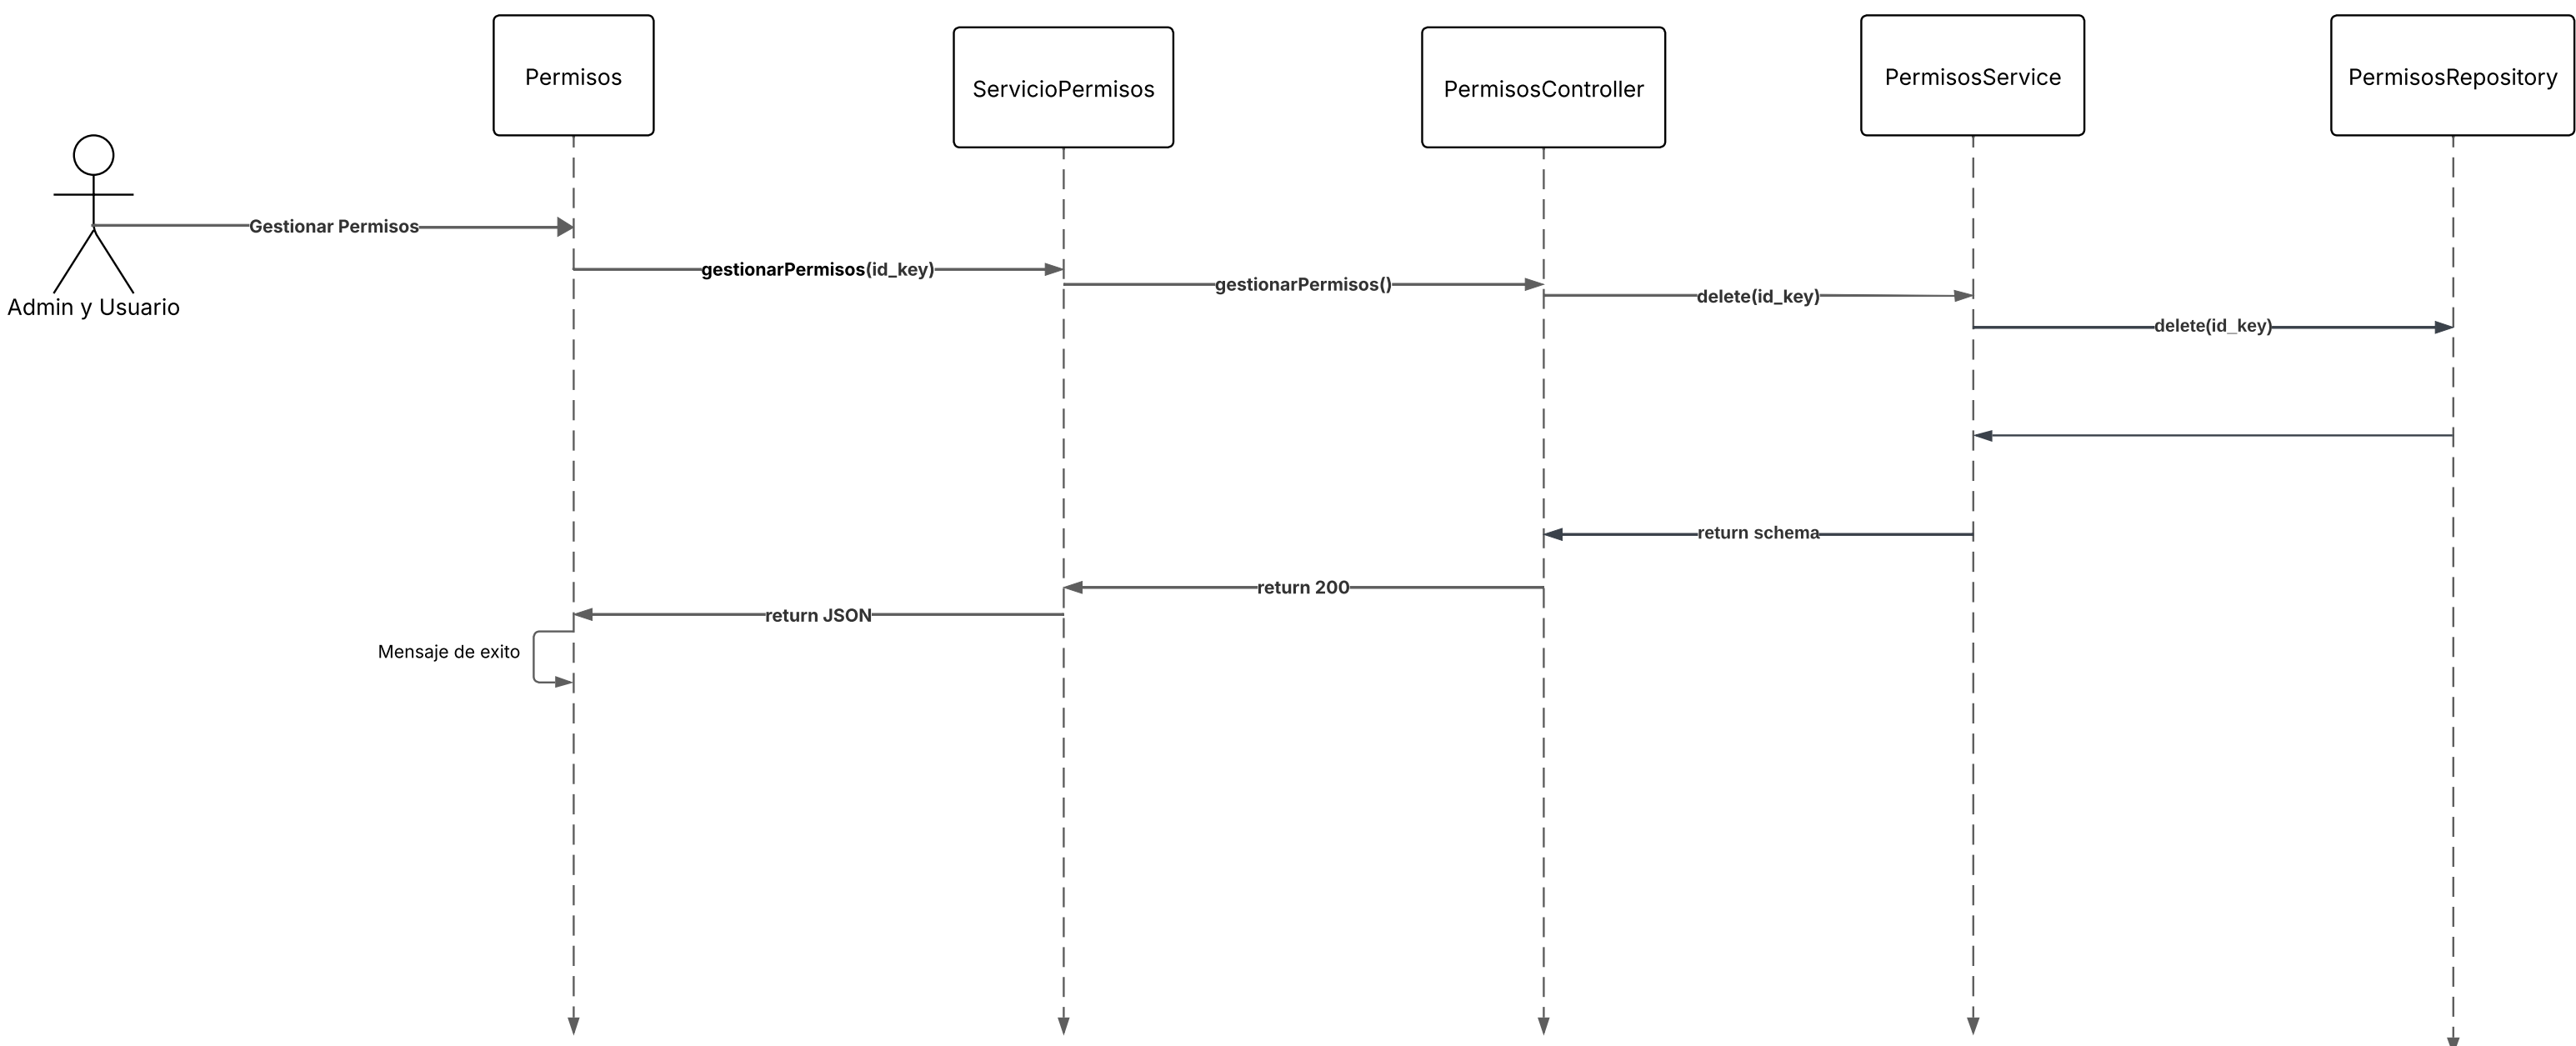 Permisos
ServicioPermisos
PermisosController
PermisosService
PermisosRepository
Admin y Usuario
Gestionar Permisos
gestionarPermisos(id_key)
gestionarPermisos()
delete(id_key)
delete(id_key)
return schema
return 200
return JSON
Mensaje de exito